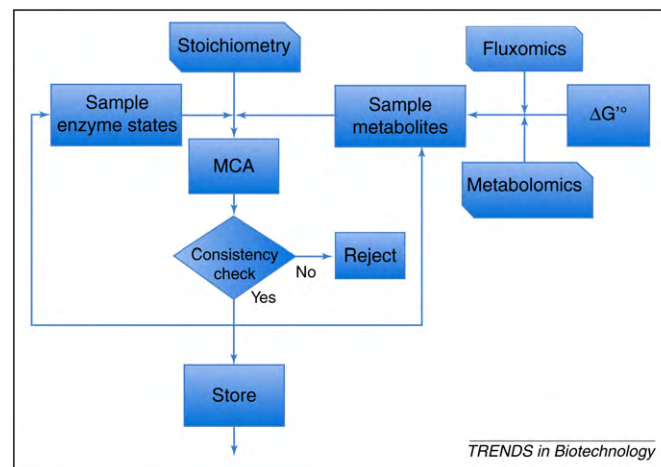 Stoichiometry
Fluxomics
Sample
enzyme states
Sample
metabolites
ΔG'°
MCA
Metabolomics
Consistency
check
No
Reject
Yes
Store
TRENDS in Biotechnology